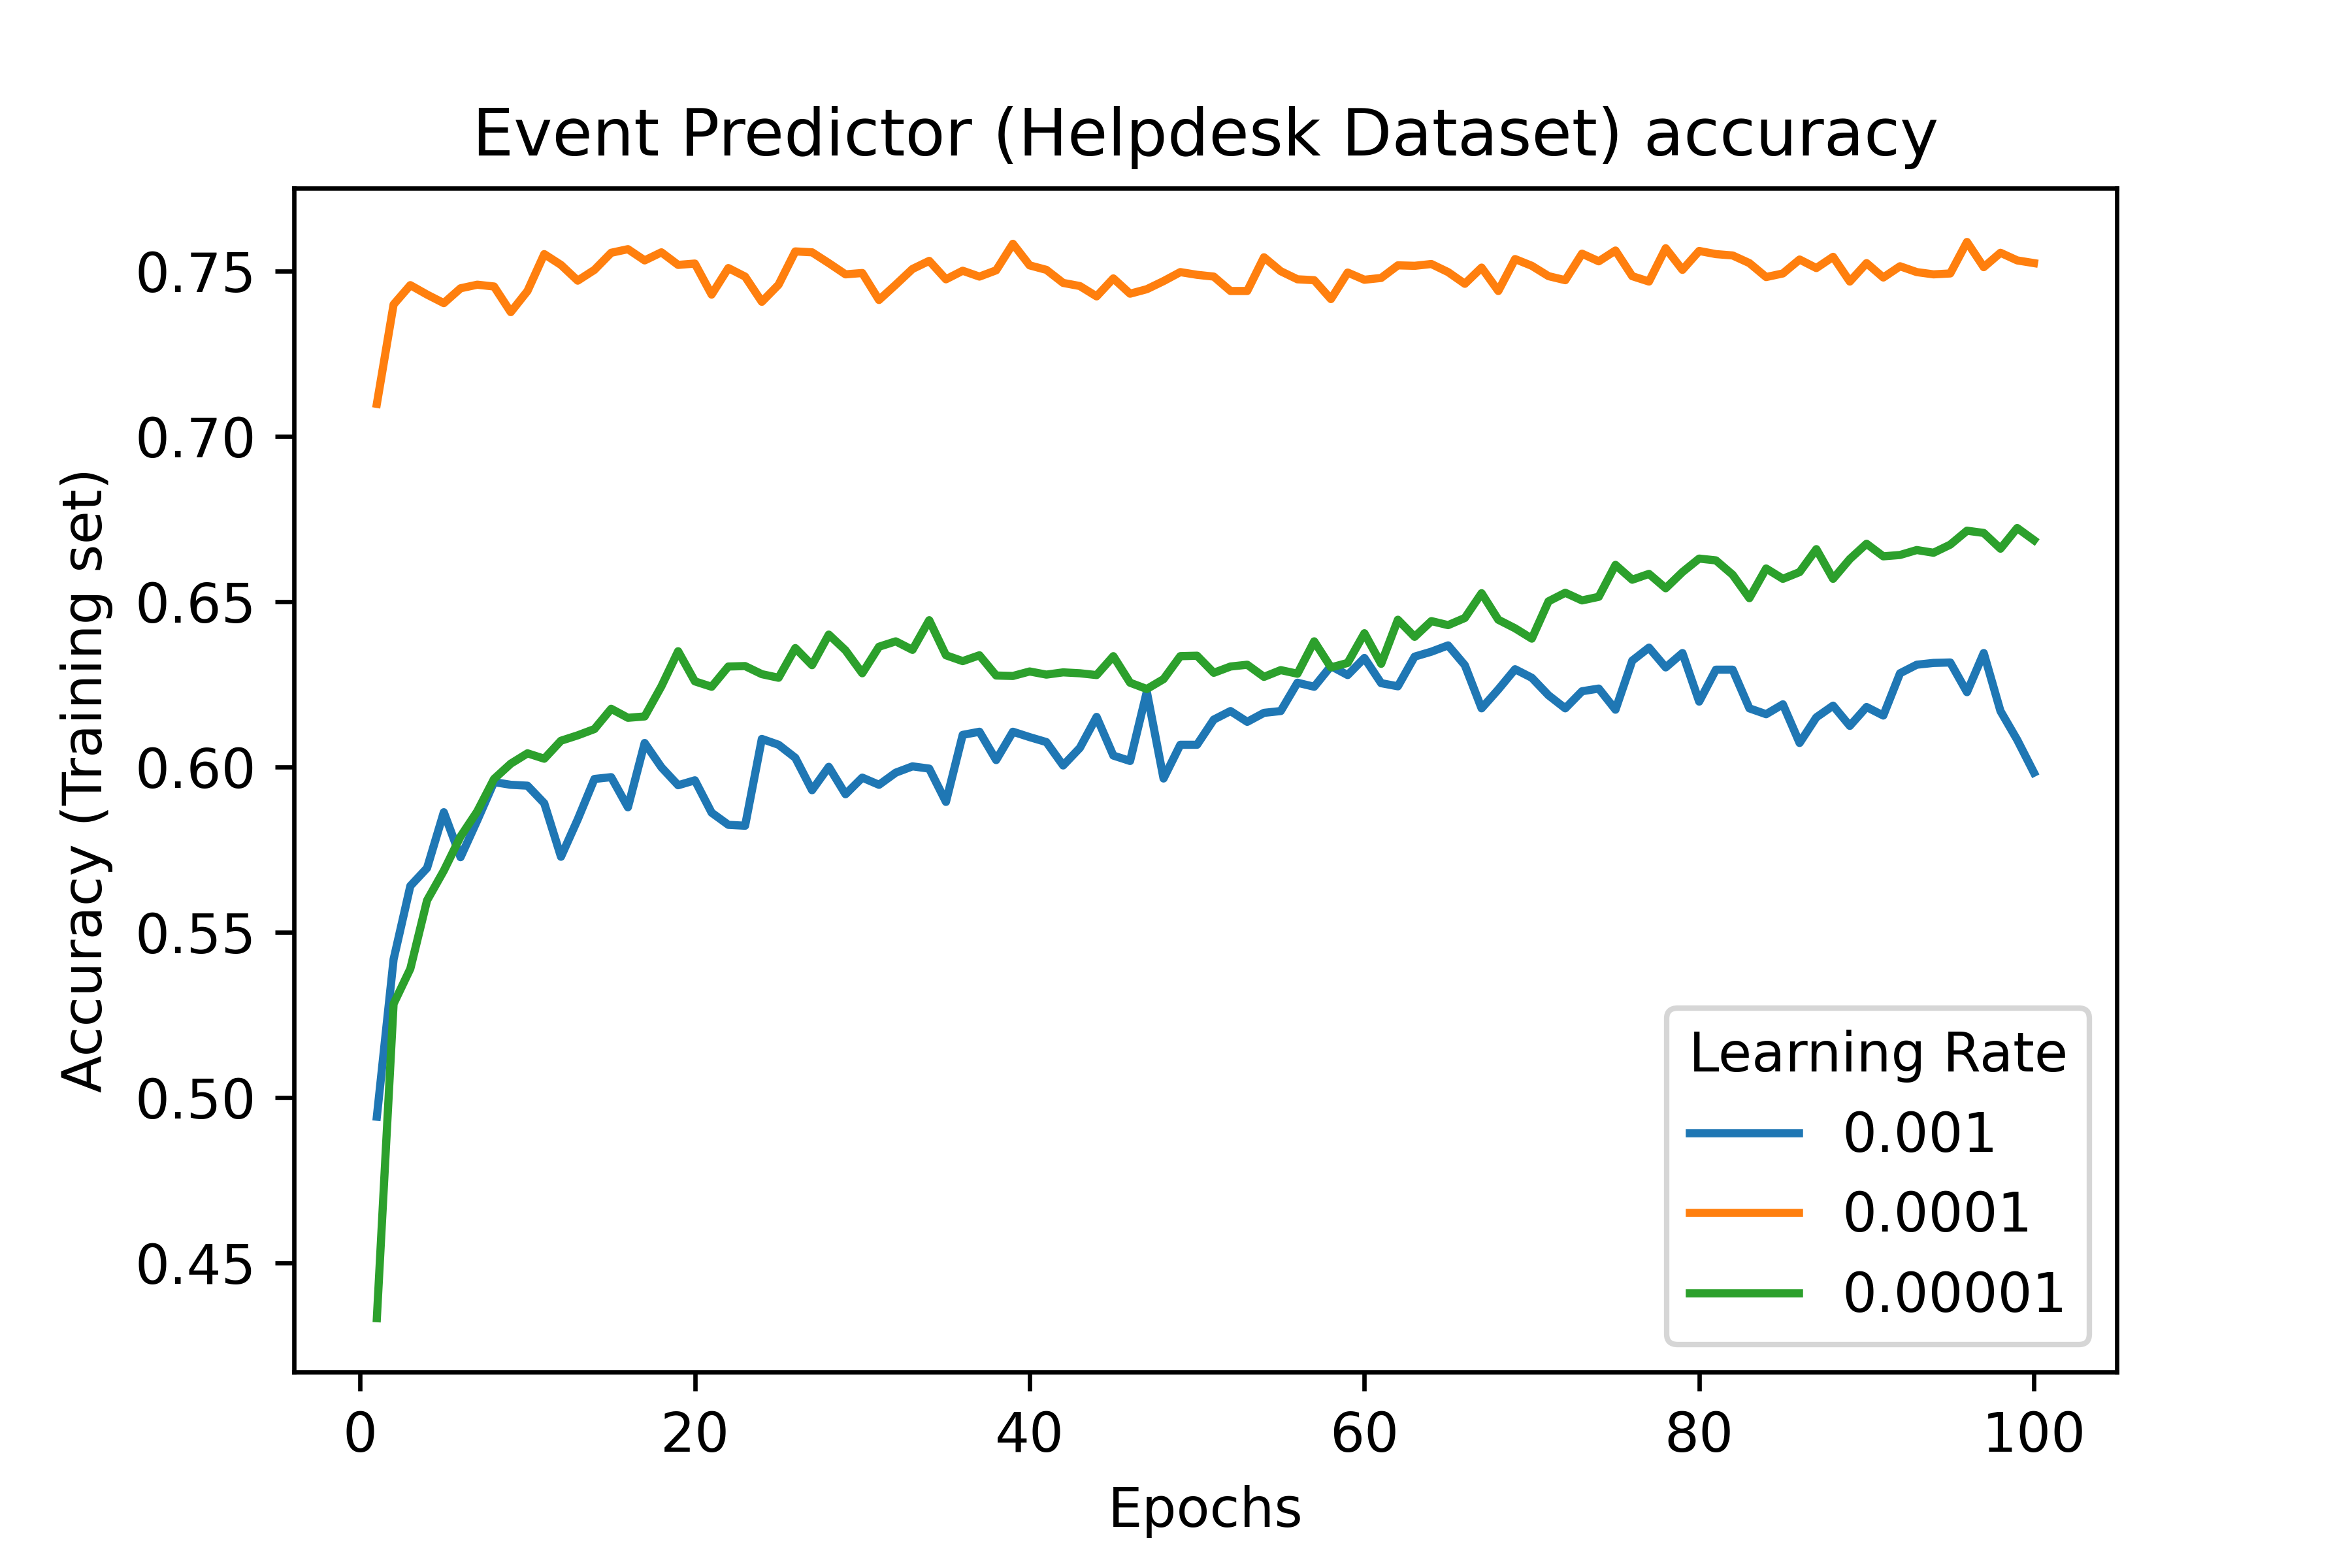 Event Predictor (Helpdesk Dataset) accuracy
Accuracy (Training set)
0.75
0.70
0.65
0.60
0.55
0.50
0.45
Learning Rate
0.001
0.0001
0.00001
0 20 40 60 80 100
Epochs